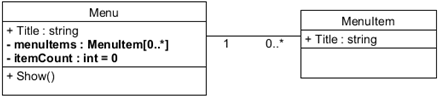 Menu
+ Title : string
- menuItems : MenuItem[0..*]
- itemCount : int = 0
+ Show()
1
0..*
MenuItem
+ Title : string